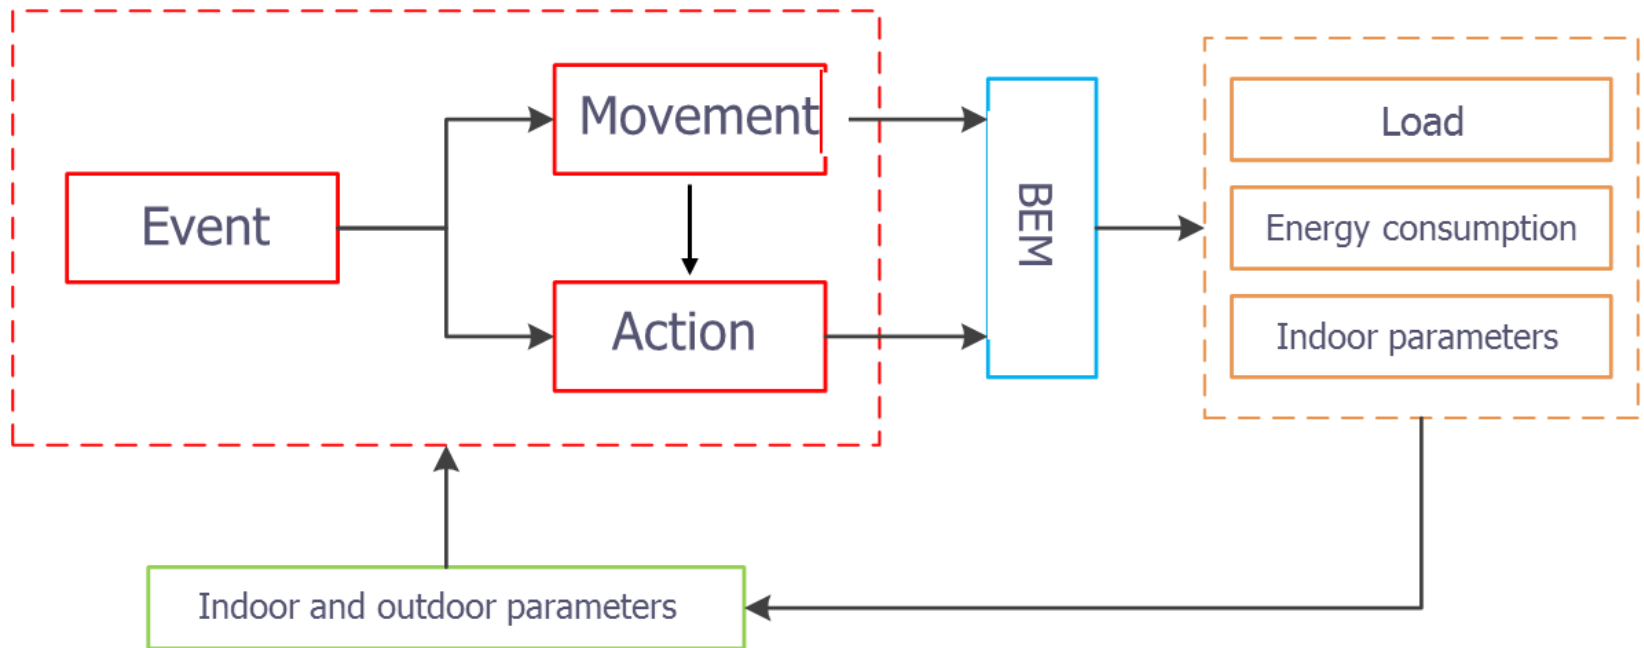 Event
Movement
Action
BEM
Load
Energy consumption
Indoor parameters
Indoor and outdoor parameters